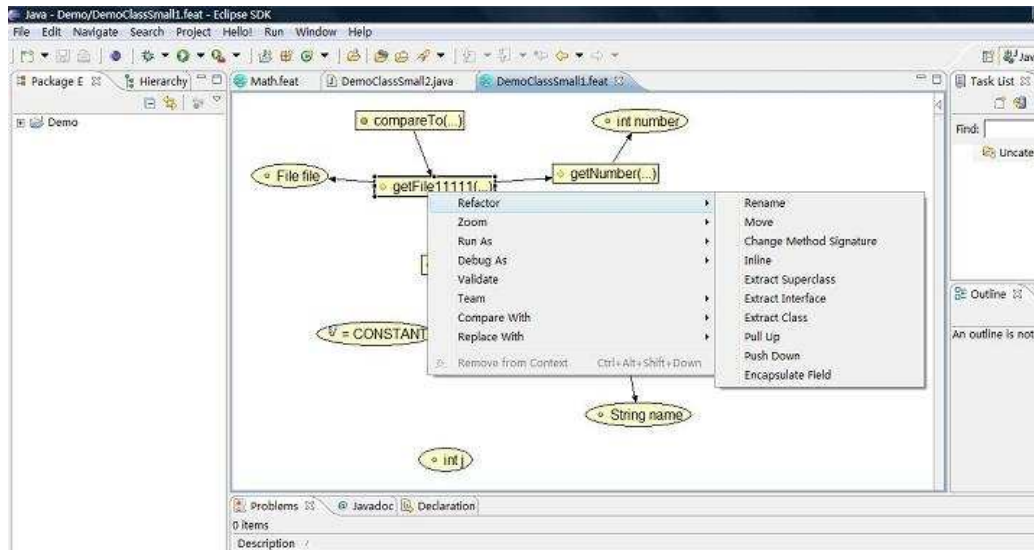 Java - Demo/DemoClassSmall1.feat - Eclipse SDK
File Edit Navigate Search Project Hello! Run Window Help
Jav
Package E
Hierarchy
Math.feat
DemoClassSmall2.java
DemoClassSmall1.feat
Task List
Demo
Find:
Uncate
compareTo(...)
int number
File file
getFile11111(...)
getNumber(...)
Refactor
Zoom
Run As
Debug As
Validate
Team
Compare With
Replace With
Remove from Context Ctrl+Alt+Shift+Down
Rename
Move
Change Method Signature
Inline
Extract Superclass
Extract Interface
Extract Class
Pull Up
Push Down
Encapsulate Field
= CONSTANT
String name
int j
Outline
An outline is not
Problems
Javadoc
Declaration
0 items
Description